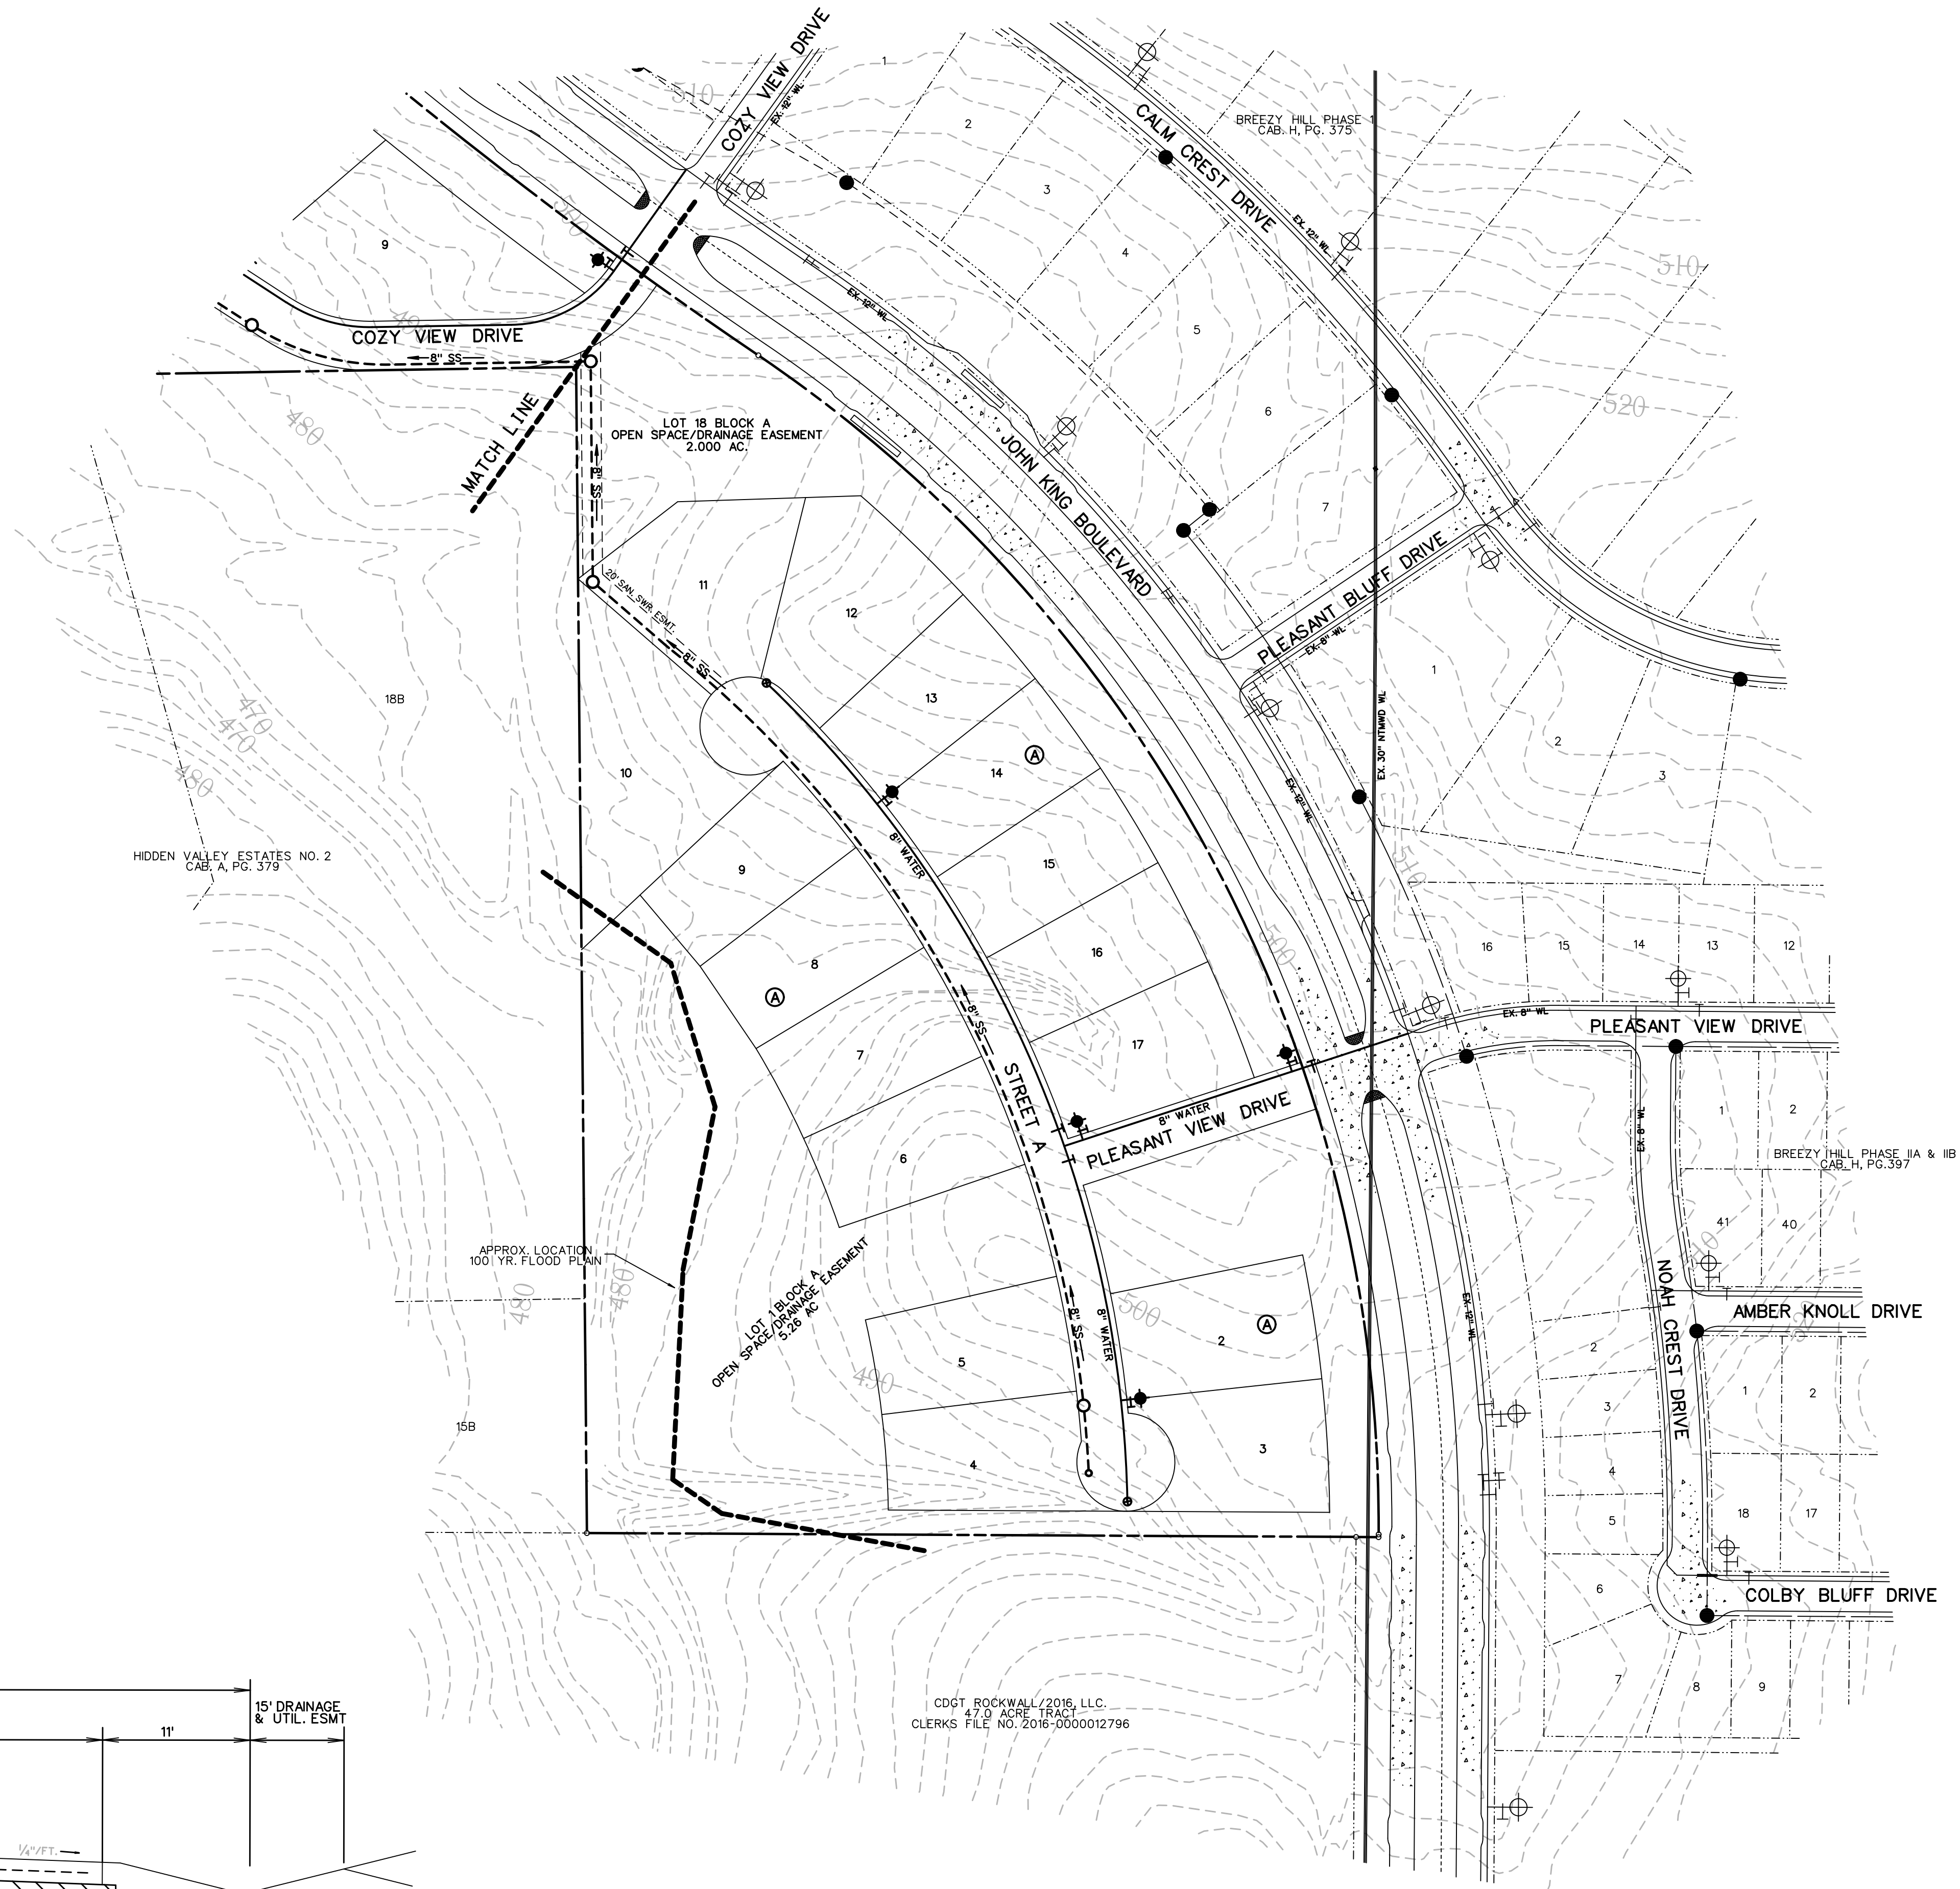 COZY VIEW DRIVE
EX. 12" WL
510
1
2
3
4
5
6
7
CALM CREST DRIVE
EX. 12" WL
BREEZY HILL PHASE 1
CAB. H, PG. 375
510
520
500
9
COZY VIEW DRIVE
8" SS
MATCH LINE
480
LOT 18 BLOCK A
OPEN SPACE/DRAINAGE EASEMENT
2.000 AC.
8" SS
EX. 12" WL
JOHN KING BOULEVARD
PLEASANT BLUFF DRIVE
EX. 8" WL
EX. 30" NTMWD WL
EX. 12" WL
1
2
3
510
20' SAN. SWR. ESMT.
8" SS
11
12
13
14
A
15
16
17
10
9
8
A
7
6
18B
470
470
480
HIDDEN VALLEY ESTATES NO. 2
CAB. A, PG. 379
8" WATER
8" SS
STREET A
500
8" WATER
PLEASANT VIEW DRIVE
16
15
14
13
12
EX. 8" WL
PLEASANT VIEW DRIVE
EX. 8" WL
1
2
BREEZY HILL PHASE IIA & IIB
CAB. H, PG.397
41
40
NOAH CREST DRIVE
AMBER KNOLL DRIVE
APPROX. LOCATION
100 YR. FLOOD PLAIN
480
480
LOT 1 BLOCK A
OPEN SPACE/DRAINAGE EASEMENT
5.26 AC
490
500
8" SS
8" WATER
5
4
2
A
3
EX. 12" WL
15B
2
3
4
5
6
7
8
9
1
2
18
17
COLBY BLUFF DRIVE
CDGT ROCKWALL/2016, LLC.
47.0 ACRE TRACT
CLERKS FILE NO. 2016-0000012796
15' DRAINAGE
& UTIL. ESMT
11'
1/4"/FT.